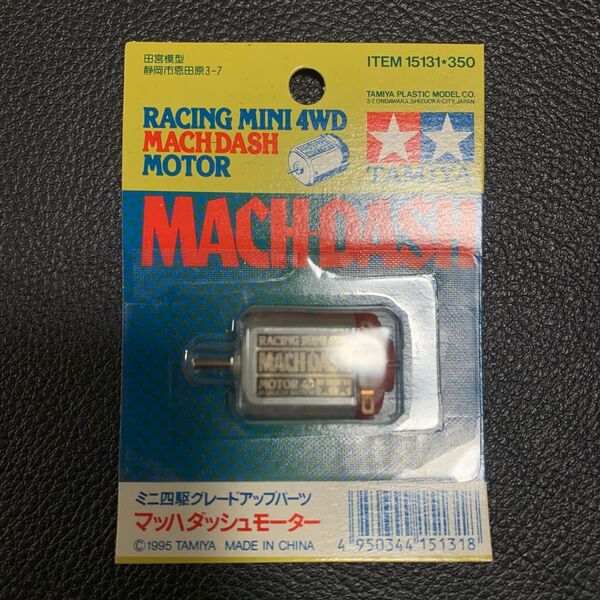 田宮模型
静岡市恩田原3-7
ITEM 15131*350
TAMIYA PLASTIC MODEL CO.
3-7, ONDAWARA, SHIZUOKA-CITY, JAPAN.
RACING MINI 4WD
MACH DASH
MOTOR
TAMIYA
MACH-DASH
RACING MINI 4WD
MACH-DASH
MOTOR
ミニ四駆グレードアップパーツ
マッハダッシュモーター
©1995 TAMIYA MADE IN CHINA
4 950344 151318